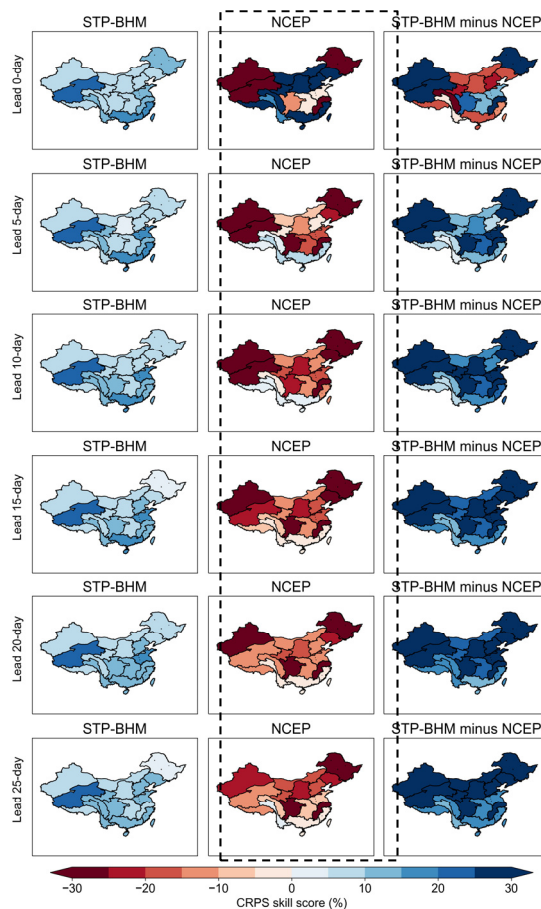 STP-BHM NCEP STP-BHM minus NCEP
Lead 0-day
STP-BHM NCEP STP-BHM minus NCEP
Lead 5-day
STP-BHM NCEP STP-BHM minus NCEP
Lead 10-day
STP-BHM NCEP STP-BHM minus NCEP
Lead 15-day
STP-BHM NCEP STP-BHM minus NCEP
Lead 20-day
STP-BHM NCEP STP-BHM minus NCEP
Lead 25-day
−30 −20 −10 0 10 20 30
CRPS skill score (%)